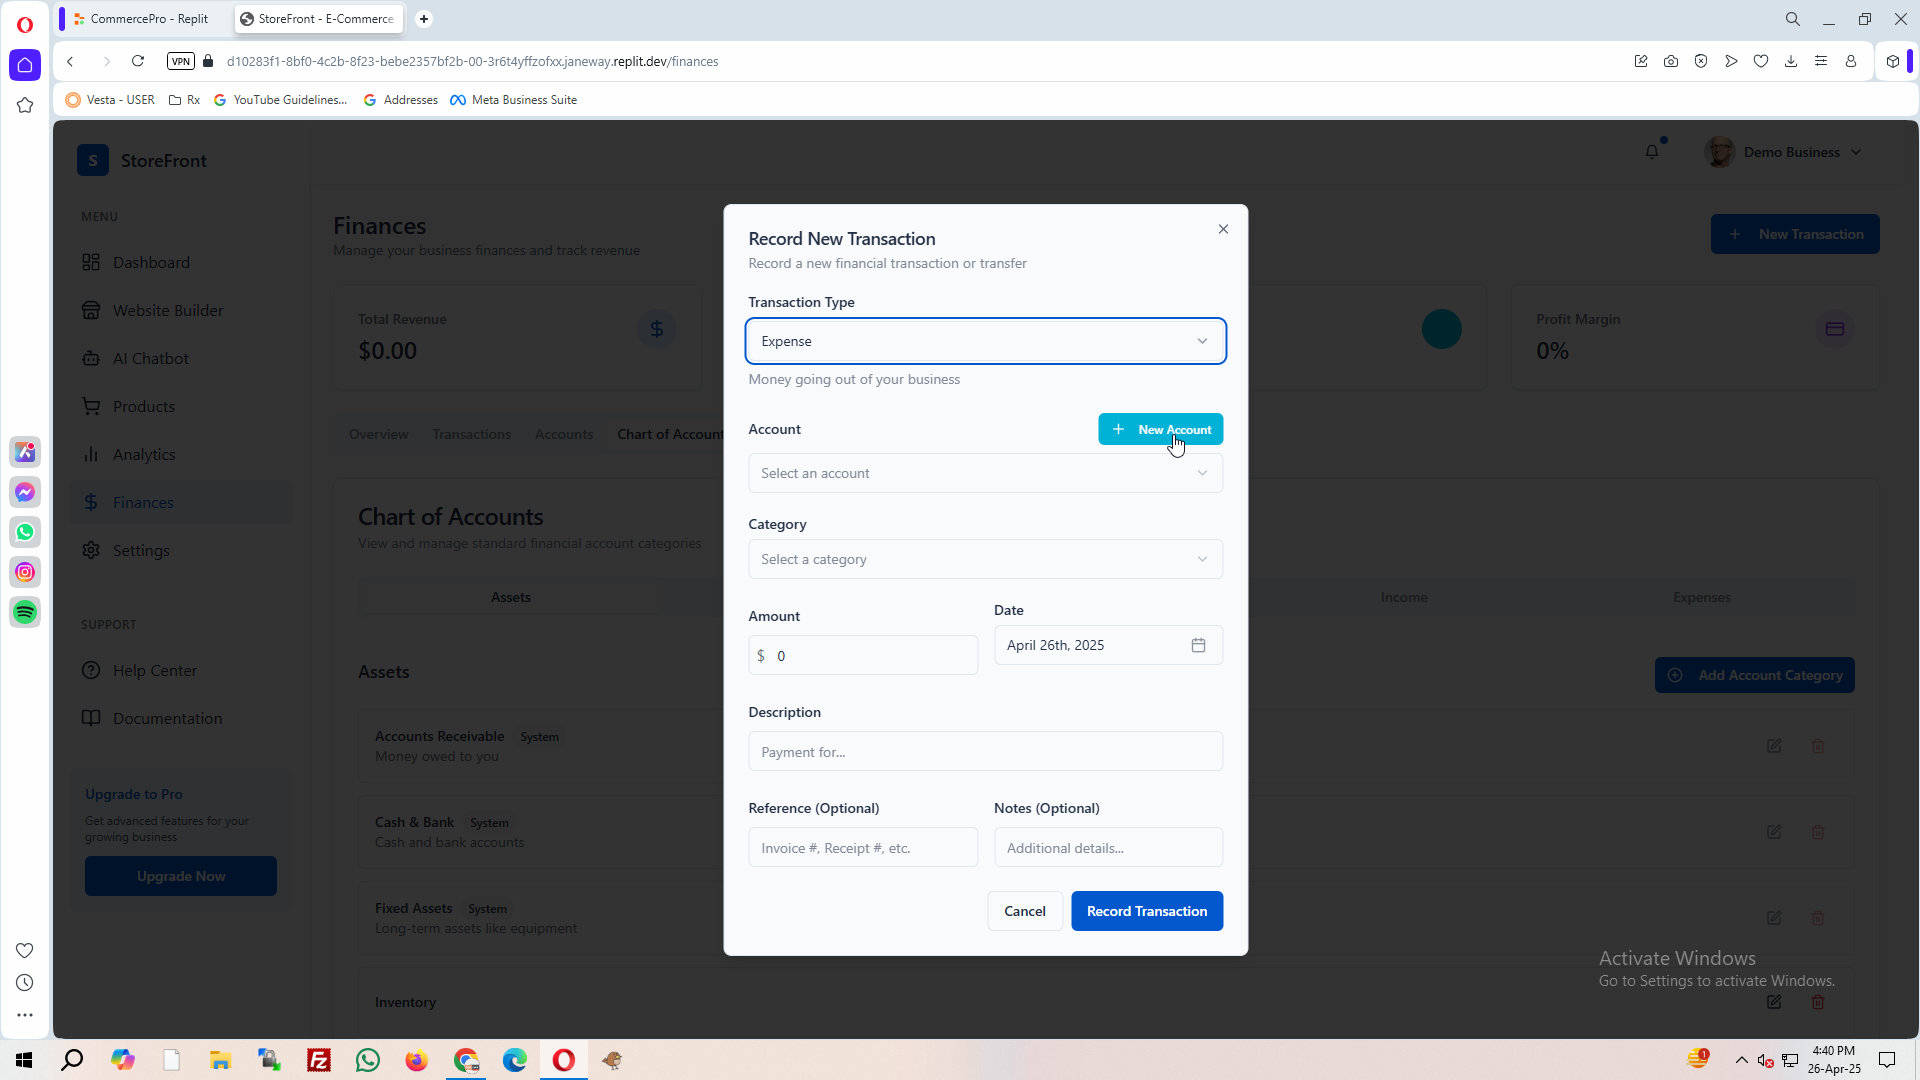 CommercePro - Replit
StoreFront - E-Commerce
VPN
d10283f1-8bf0-4c2b-8f23-bebe2357bf2b-00-3r6t4yffzofxx.janeway.replit.dev/finances
Vesta - USER
Rx
YouTube Guidelines...
Addresses
Meta Business Suite
S
StoreFront
Demo Business
MENU
Dashboard
Website Builder
AI Chatbot
Products
Analytics
Finances
Settings
SUPPORT
Help Center
Documentation
Upgrade to Pro
Get advanced features for your
growing business
Upgrade Now
Finances
Manage your business finances and track revenue
New Transaction
Total Revenue
$0.00
Profit Margin
0%
Overview
Transactions
Accounts
Chart of Account
Chart of Accounts
View and manage standard financial account categories
Assets
Income
Expenses
Assets
Add Account Category
Accounts Receivable System
Money owed to you
Cash & Bank System
Cash and bank accounts
Fixed Assets System
Long-term assets like equipment
Inventory
Record New Transaction
Record a new financial transaction or transfer
Transaction Type
Expense
Money going out of your business
Account
New Account
Select an account
Category
Select a category
Amount
$ 0
Date
April 26th, 2025
Description
Payment for...
Reference (Optional)
Invoice #, Receipt #, etc.
Notes (Optional)
Additional details...
Cancel
Record Transaction
Activate Windows
Go to Settings to activate Windows.
1
4:40 PM
26-Apr-25